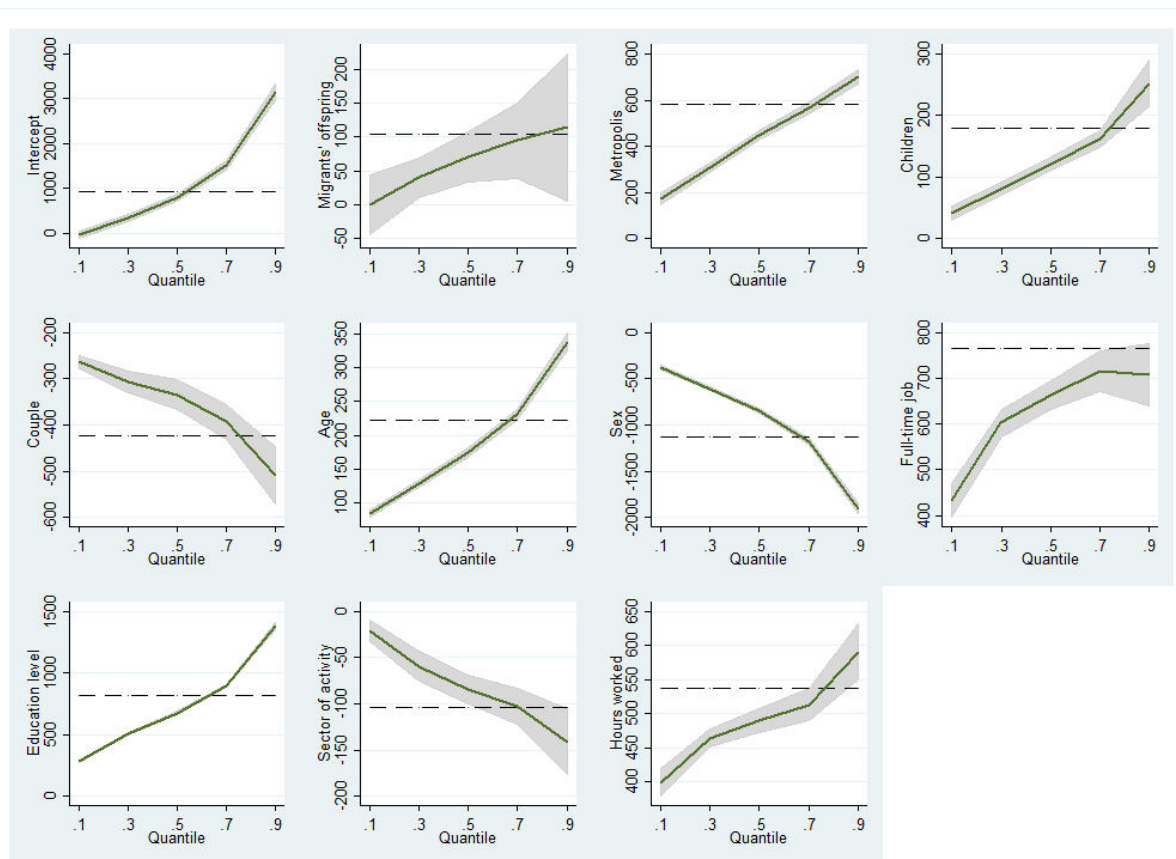 Intercept
4000
3000
2000
1000
0
.1 .3 .5 .7 .9
Quantile
Migrants' offspring
200
150
100
50
0
-50
.1 .3 .5 .7 .9
Quantile
Metropolis
800
600
400
200
0
.1 .3 .5 .7 .9
Quantile
Children
300
200
100
0
.1 .3 .5 .7 .9
Quantile
Couple
-200
-300
-400
-500
-600
.1 .3 .5 .7 .9
Quantile
Age
350
300
250
200
150
100
.1 .3 .5 .7 .9
Quantile
Sex
0
-500
-1000
-1500
-2000
.1 .3 .5 .7 .9
Quantile
Full-time job
800
700
600
500
400
.1 .3 .5 .7 .9
Quantile
Education level
1500
1000
500
0
.1 .3 .5 .7 .9
Quantile
Sector of activity
0
-50
-100
-150
-200
.1 .3 .5 .7 .9
Quantile
Hours worked
650
600
550
500
450
400
.1 .3 .5 .7 .9
Quantile